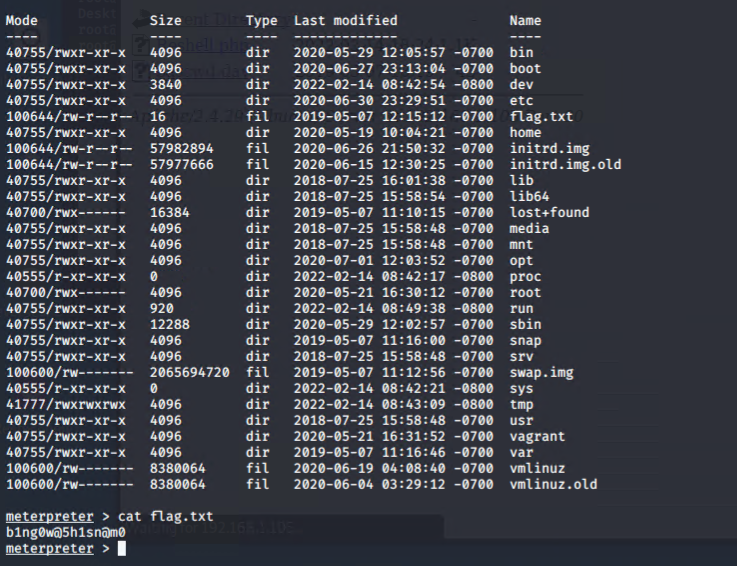 Mode Size Type Last modified Name
---- ---- ---- ------------- ----
40755/rwxr-xr-x 4096 dir 2020-05-29 12:05:57 -0700 bin
40755/rwxr-xr-x 4096 dir 2020-06-27 23:13:04 -0700 boot
40755/rwxr-xr-x 3840 dir 2022-02-14 08:42:54 -0800 dev
40755/rwxr-xr-x 4096 dir 2020-06-30 23:29:51 -0700 etc
100644/rw-r--r-- 16 fil 2019-05-07 12:15:12 -0700 flag.txt
40755/rwxr-xr-x 4096 dir 2020-05-19 10:04:21 -0700 home
100644/rw-r--r-- 57982894 fil 2020-06-26 21:50:32 -0700 initrd.img
100644/rw-r--r-- 57977666 fil 2020-06-15 12:30:25 -0700 initrd.img.old
40755/rwxr-xr-x 4096 dir 2018-07-25 16:01:38 -0700 lib
40755/rwxr-xr-x 4096 dir 2018-07-25 15:58:54 -0700 lib64
40700/rwx------ 16384 dir 2019-05-07 11:10:15 -0700 lost+found
40755/rwxr-xr-x 4096 dir 2018-07-25 15:58:48 -0700 media
40755/rwxr-xr-x 4096 dir 2018-07-25 15:58:48 -0700 mnt
40755/rwxr-xr-x 4096 dir 2020-07-01 12:03:52 -0700 opt
40555/r-xr-xr-x 0 dir 2022-02-14 08:42:17 -0800 proc
40700/rwx------ 4096 dir 2020-05-21 16:30:12 -0700 root
40755/rwxr-xr-x 920 dir 2022-02-14 08:49:38 -0800 run
40755/rwxr-xr-x 12288 dir 2020-05-29 12:02:57 -0700 sbin
40755/rwxr-xr-x 4096 dir 2019-05-07 11:16:00 -0700 snap
40755/rwxr-xr-x 4096 dir 2018-07-25 15:58:48 -0700 srv
100600/rw------- 2065694720 fil 2019-05-07 11:12:56 -0700 swap.img
40555/r-xr-xr-x 0 dir 2022-02-14 08:42:21 -0800 sys
41777/rwxrwxrwx 4096 dir 2022-02-14 08:43:09 -0800 tmp
40755/rwxr-xr-x 4096 dir 2018-07-25 15:58:48 -0700 usr
40755/rwxr-xr-x 4096 dir 2020-05-21 16:31:52 -0700 vagrant
40755/rwxr-xr-x 4096 dir 2019-05-07 11:16:46 -0700 var
100600/rw------- 8380064 fil 2020-06-19 04:08:40 -0700 vmlinuz
100600/rw------- 8380064 fil 2020-06-04 03:29:12 -0700 vmlinuz.old
meterpreter > cat flag.txt
b1ng0w@5h1sn@m0
meterpreter >